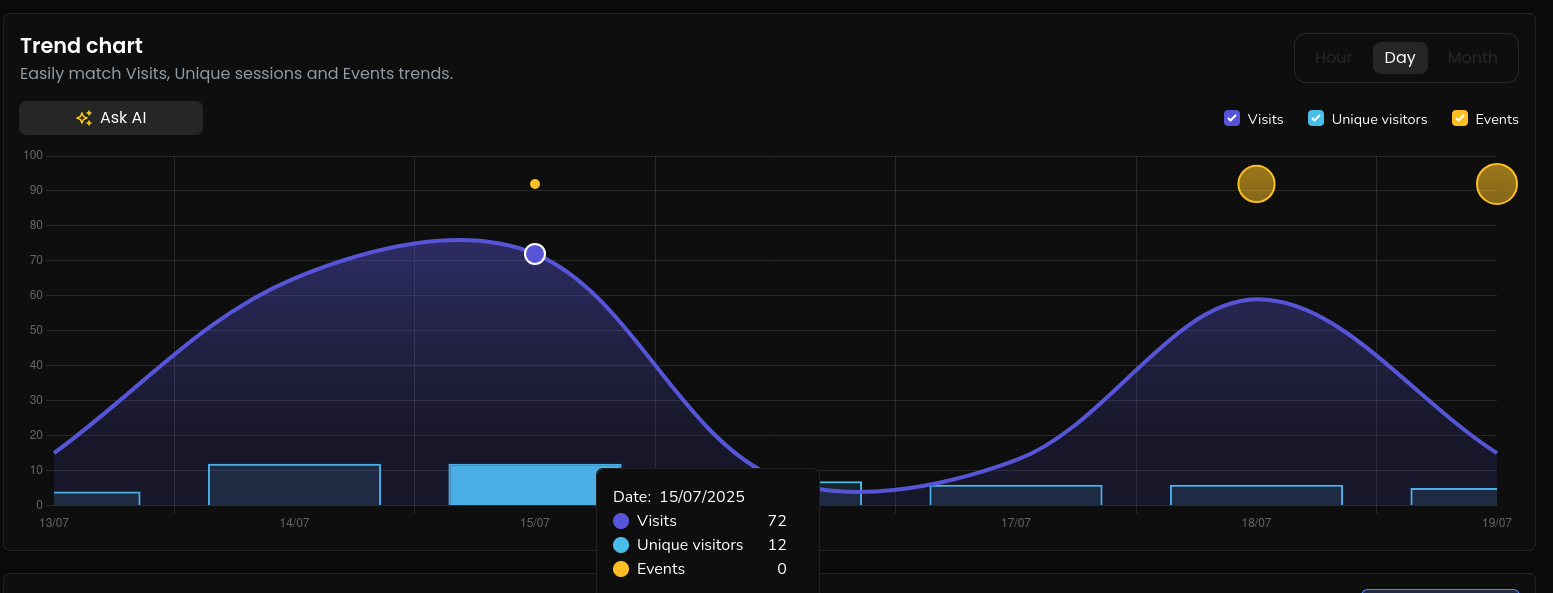 Trend chart
Easily match Visits, Unique sessions and Events trends.
Hour Day Month
Ask AI
Visits Unique visitors Events
100
90
80
70
60
50
40
30
20
10
0
13/07 14/07 15/07 17/07 18/07 19/07
Date: 15/07/2025
Visits 72
Unique visitors 12
Events 0